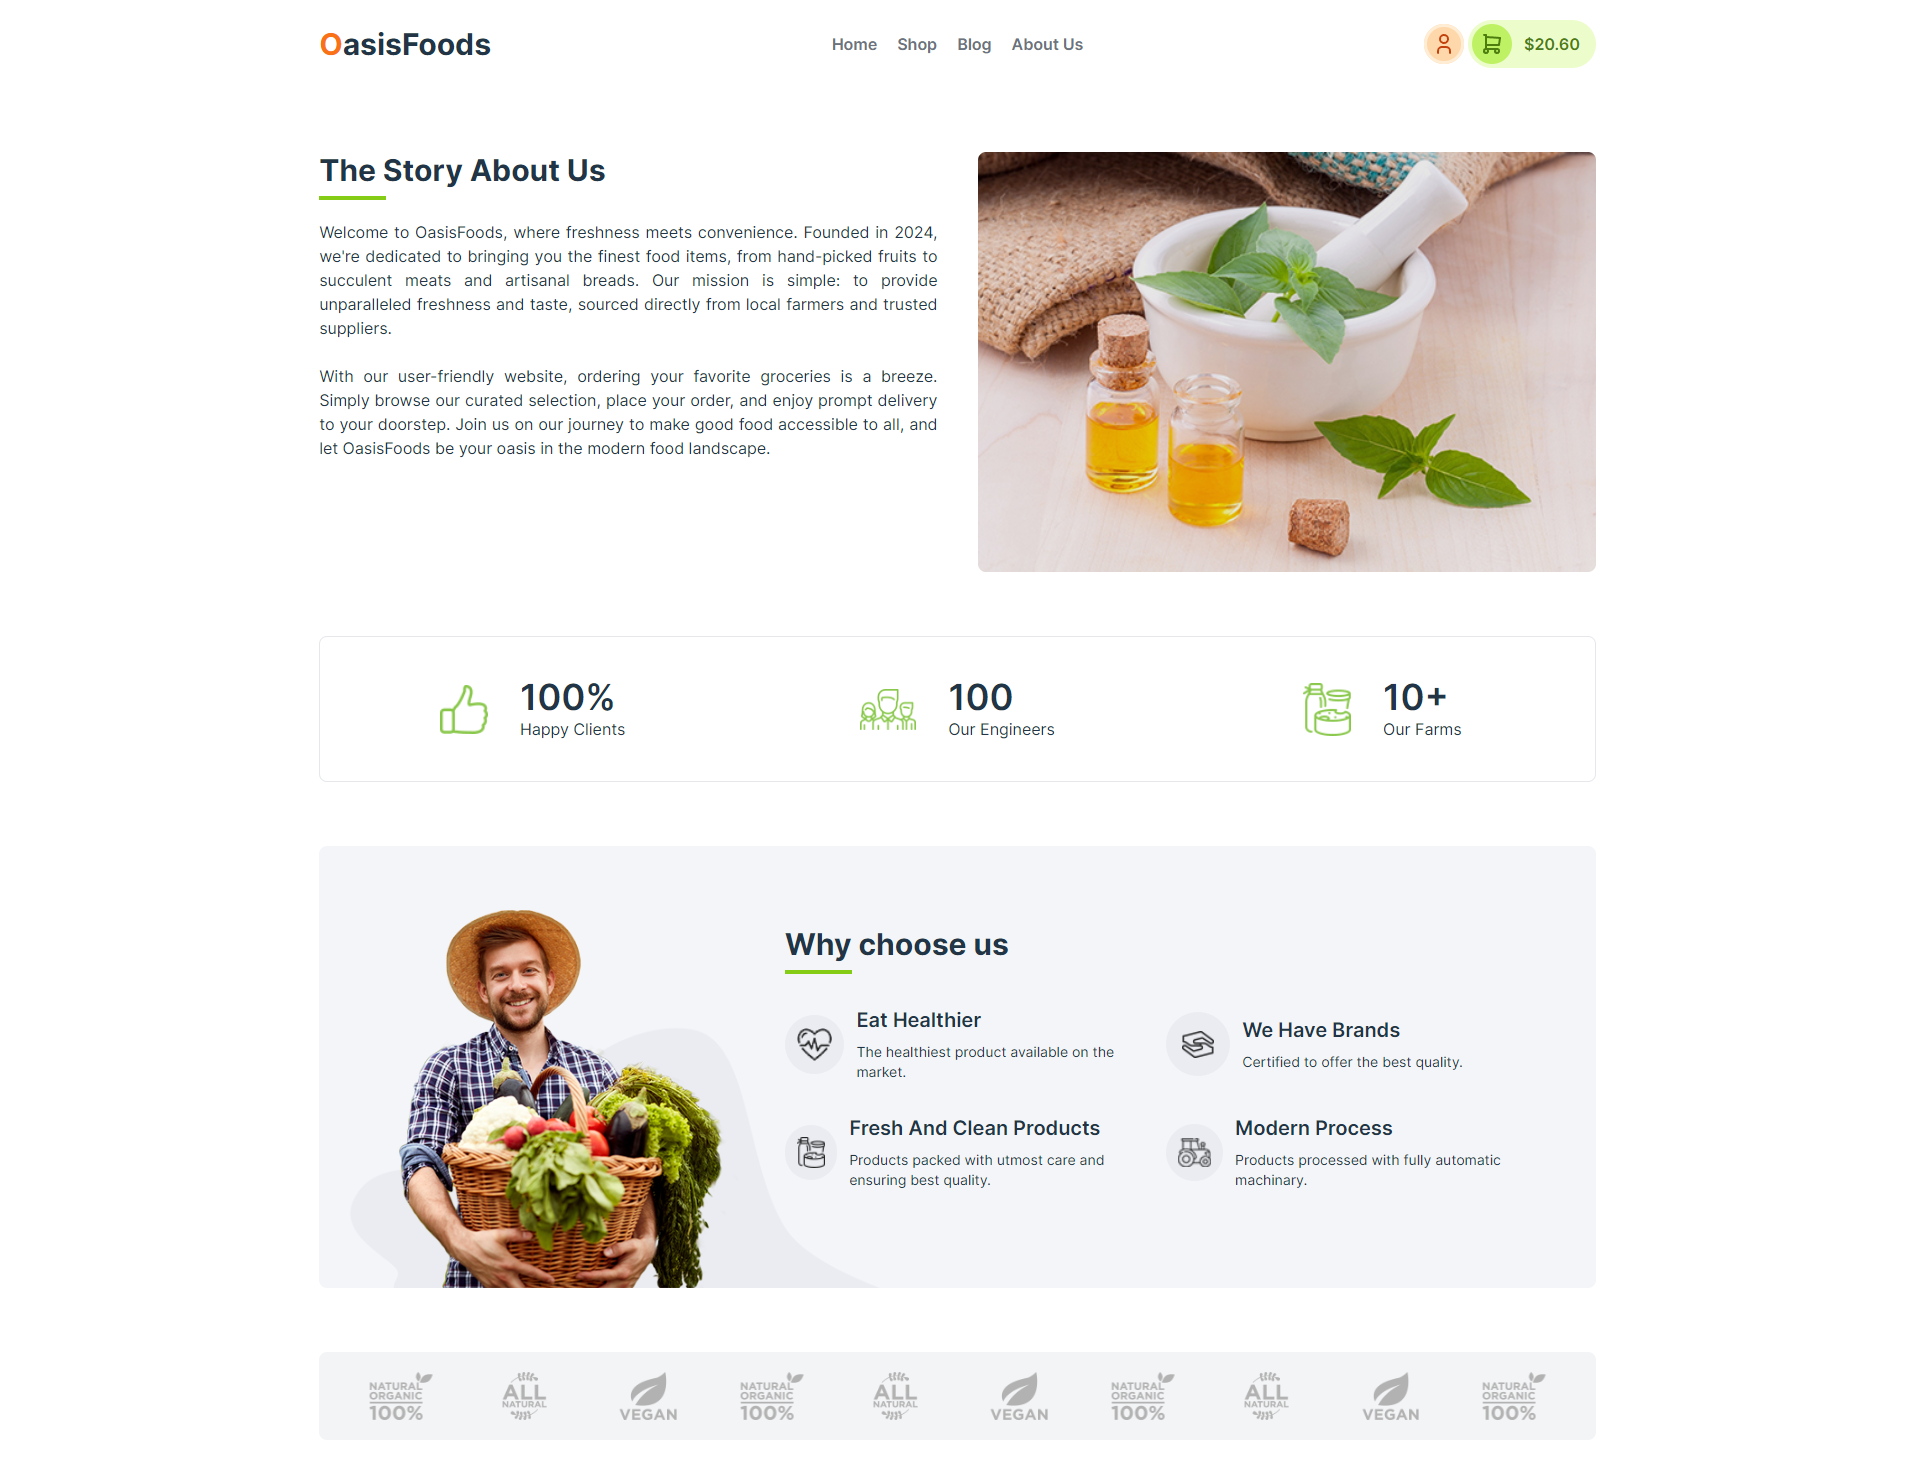 OasisFoods
Home Shop Blog About Us
$20.60
The Story About Us
Welcome to OasisFoods, where freshness meets convenience. Founded in 2024,
we're dedicated to bringing you the finest food items, from hand-picked fruits to
succulent meats and artisanal breads. Our mission is simple: to provide
unparalleled freshness and taste, sourced directly from local farmers and trusted
suppliers.
With our user-friendly website, ordering your favorite groceries is a breeze.
Simply browse our curated selection, place your order, and enjoy prompt delivery
to your doorstep. Join us on our journey to make good food accessible to all, and
let OasisFoods be your oasis in the modern food landscape.
100%
Happy Clients
100
Our Engineers
10+
Our Farms
Why choose us
Eat Healthier
The healthiest product available on the
market.
We Have Brands
Certified to offer the best quality.
Fresh And Clean Products
Products packed with utmost care and
ensuring best quality.
Modern Process
Products processed with fully automatic
machinary.
NATURAL
ORGANIC
100%
ALL
NATURAL
VEGAN
NATURAL
ORGANIC
100%
ALL
NATURAL
VEGAN
NATURAL
ORGANIC
100%
ALL
NATURAL
VEGAN
NATURAL
ORGANIC
100%